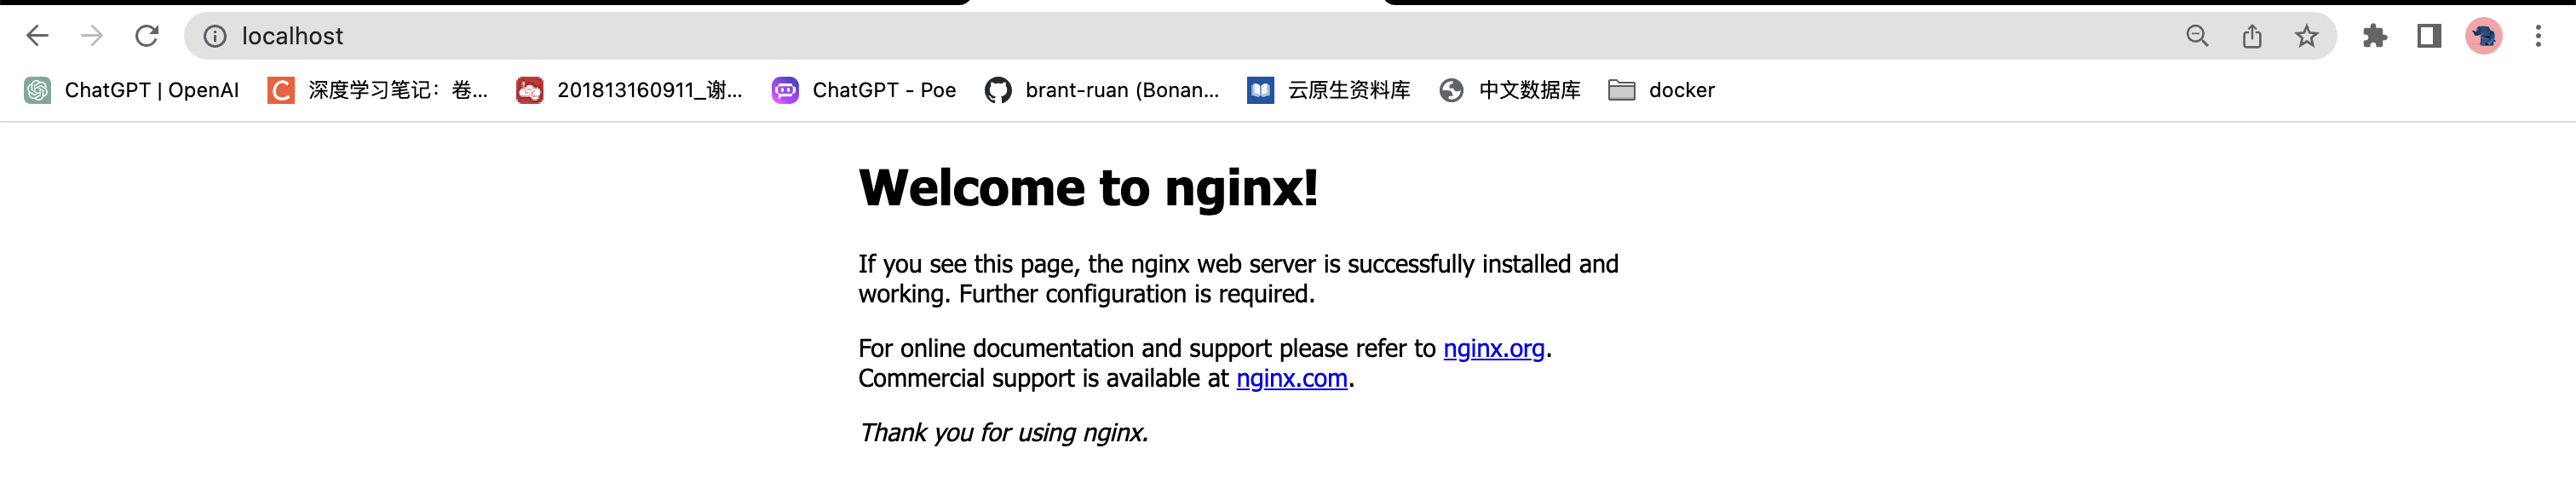 localhost
ChatGPT | OpenAI 深度学习笔记：卷... 201813160911_谢... ChatGPT - Poe brant-ruan (Bonan... 云原生资料库 中文数据库 docker
Welcome to nginx!
If you see this page, the nginx web server is successfully installed and
working. Further configuration is required.
For online documentation and support please refer to nginx.org.
Commercial support is available at nginx.com.
Thank you for using nginx.